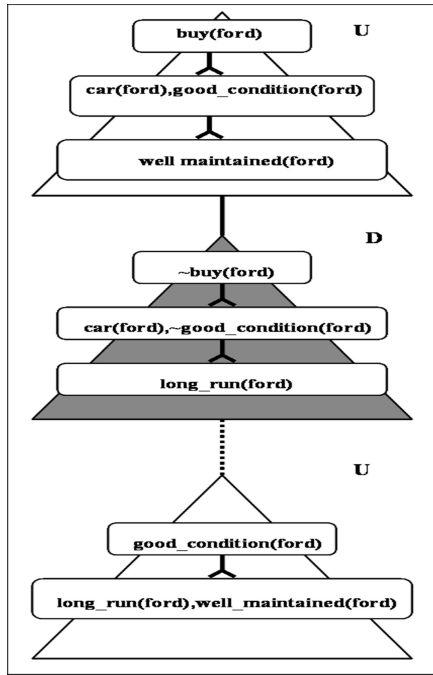 buy(ford)
U
car(ford),good_condition(ford)
well maintained(ford)
D
~buy(ford)
car(ford),~good_condition(ford)
long_run(ford)
U
good_condition(ford)
long_run(ford),well_maintained(ford)